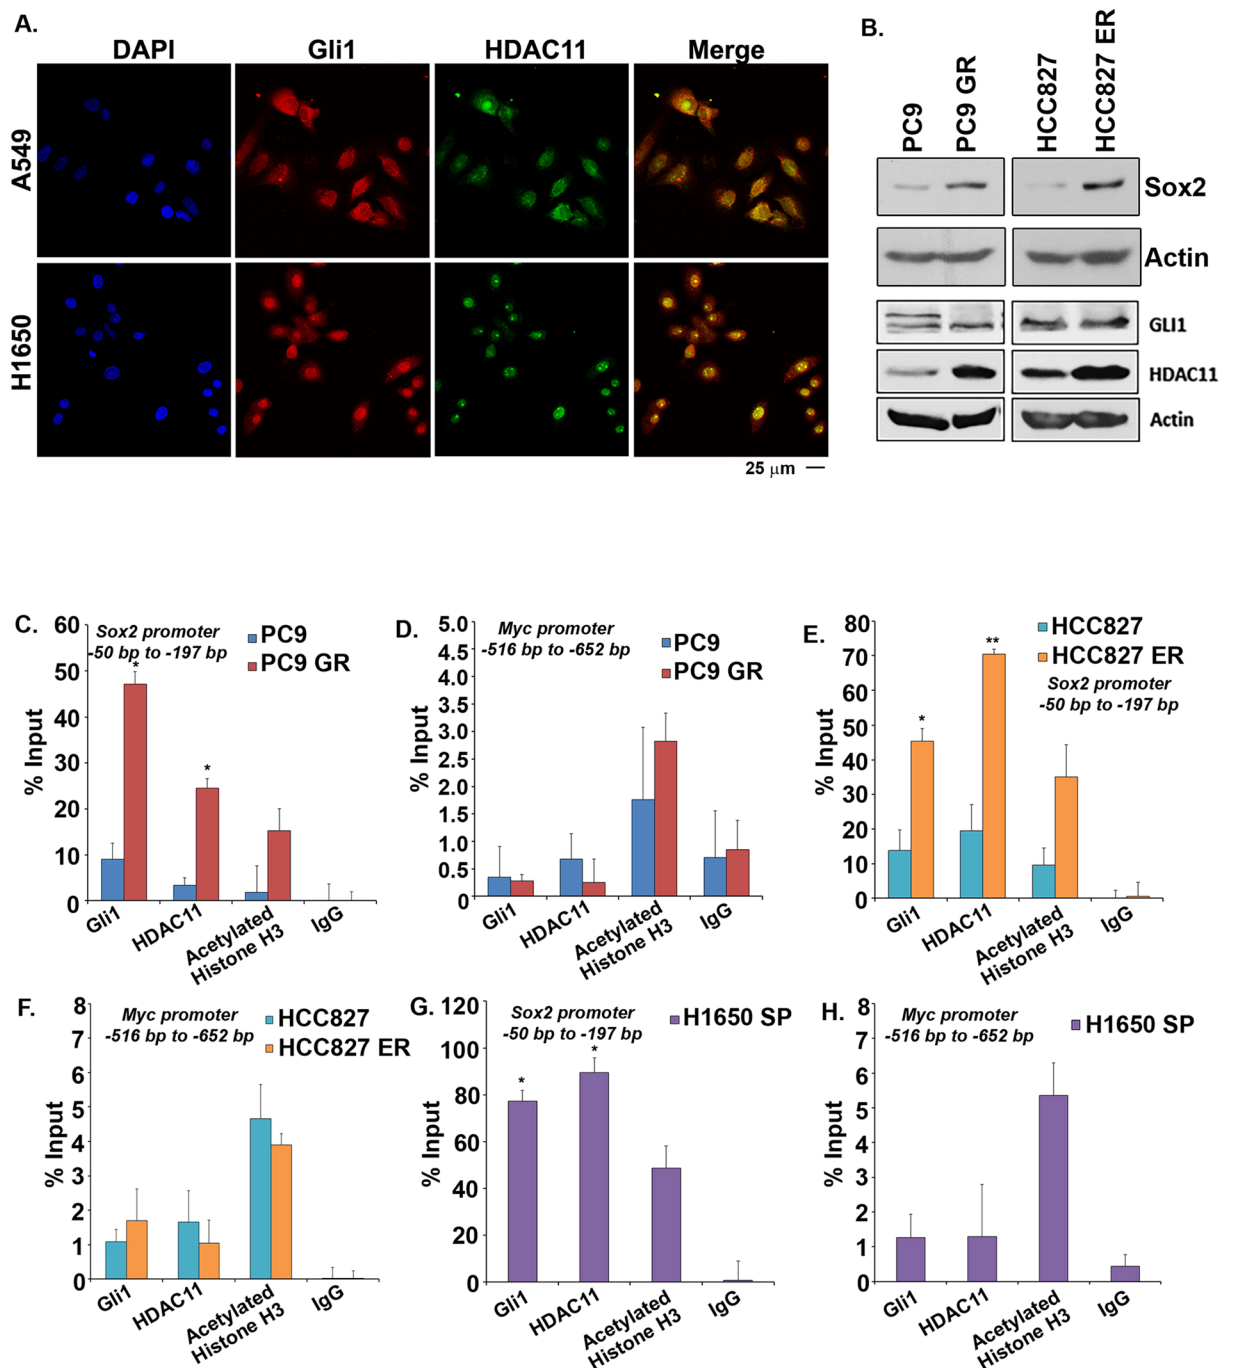 A.
DAPI
Gli1
HDAC11
Merge
A549
H1650
25 μm
B.
PC9
PC9 GR
HCC827
HCC827 ER
Sox2
Actin
GLI1
HDAC11
Actin
C.
Sox2 promoter
-50 bp to -197 bp
PC9
PC9 GR
% Input
60
50
40
30
20
10
0
*
*
Gli1
HDAC11
Acetylated
Histone H3
IgG
D.
Myc promoter
-516 bp to -652 bp
PC9
PC9 GR
% Input
5.0
4.5
4.0
3.5
3.0
2.5
2.0
1.5
1.0
0.5
0
Gli1
HDAC11
Acetylated
Histone H3
IgG
E.
HCC827
HCC827 ER
Sox2 promoter
-50 bp to -197 bp
% Input
80
70
60
50
40
30
20
10
0
*
**
Gli1
HDAC11
Acetylated
Histone H3
IgG
F.
Myc promoter
-516 bp to -652 bp
HCC827
HCC827 ER
% Input
8
7
6
5
4
3
2
1
0
Gli1
HDAC11
Acetylated
Histone H3
IgG
G.
Sox2 promoter
-50 bp to -197 bp
H1650 SP
% Input
120
100
80
60
40
20
0
*
*
Gli1
HDAC11
Acetylated
Histone H3
IgG
H.
Myc promoter
-516 bp to -652 bp
H1650 SP
% Input
8
7
6
5
4
3
2
1
0
Gli1
HDAC11
Acetylated
Histone H3
IgG